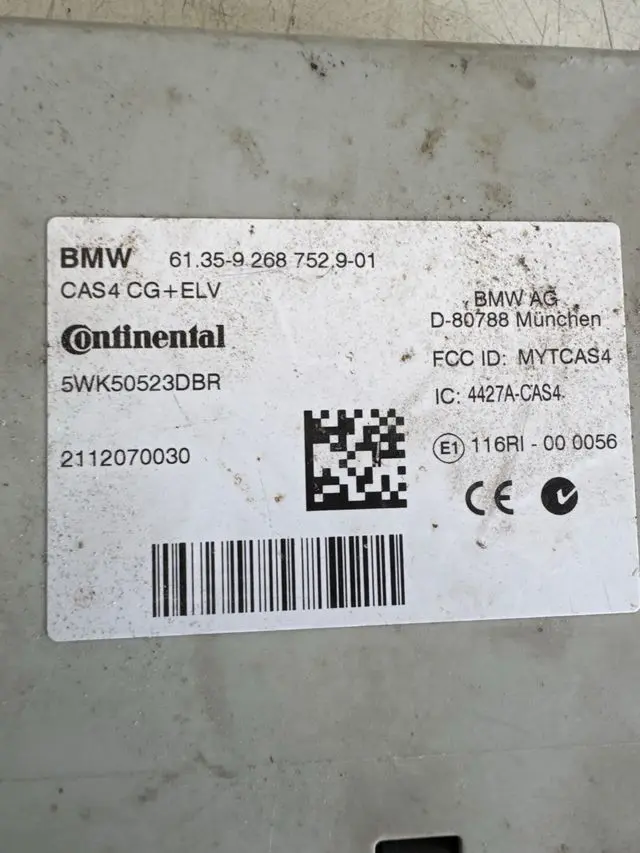 BMW 61.35-9 268 752.9-01
CAS4 CG+ELV
Continental
5WK50523DBR
2112070030
BMW AG
D-80788 München
FCC ID: MYTCAS4
IC: 4427A-CAS4
E1 116RI - 00 0056
CE